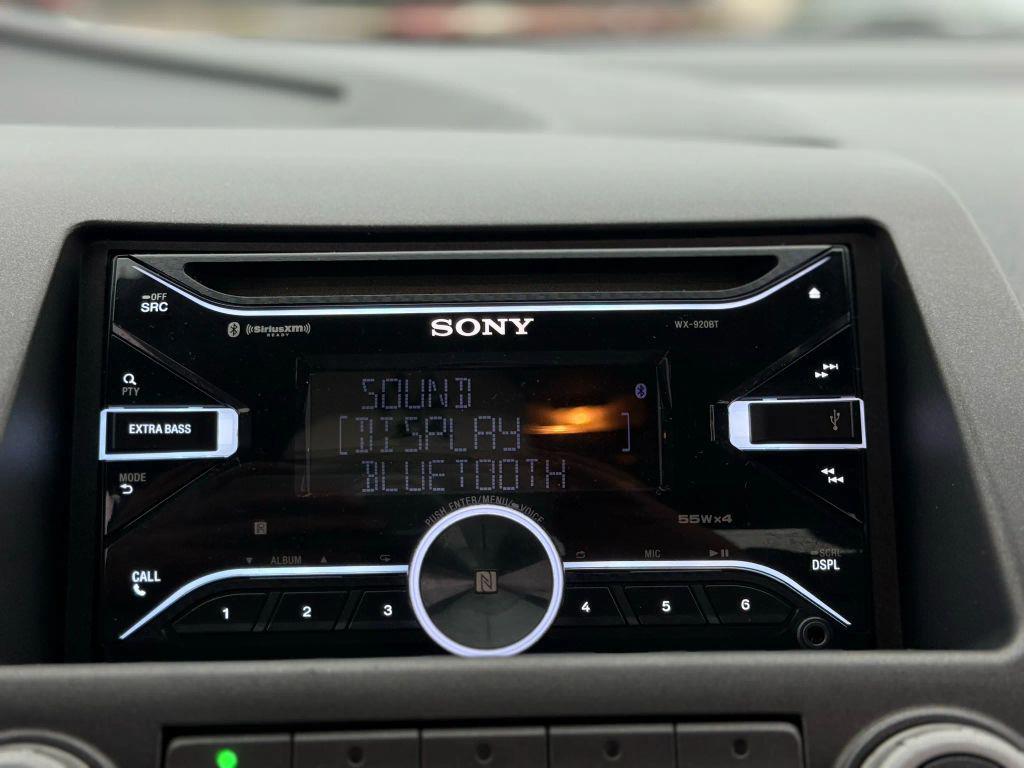 OFF
SRC
SiriusXM
READY
SONY
WX-920BT
PTY
EXTRA BASS
MODE
SOUND
[DISPLAY]
BLUETOOTH
PUSH ENTER/MENU/VOICE
55W×4
CALL
ALBUM
MIC
SCRL
DSPL
1
2
3
N
4
5
6